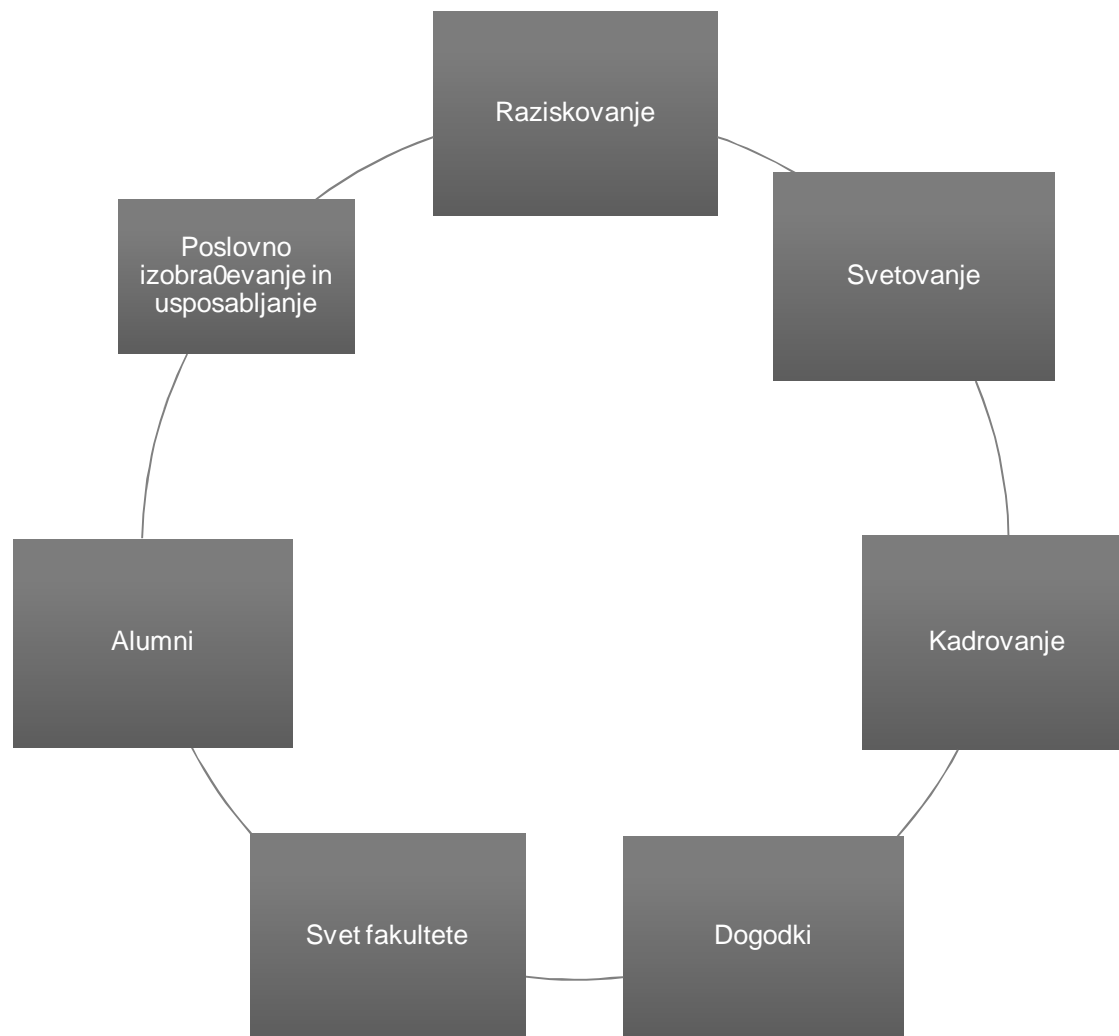 Raziskovanje
Svetovanje
Kadrovanje
Dogodki
Svet fakultete
Alumni
Poslovno
izobra0evanje in
usposabljanje